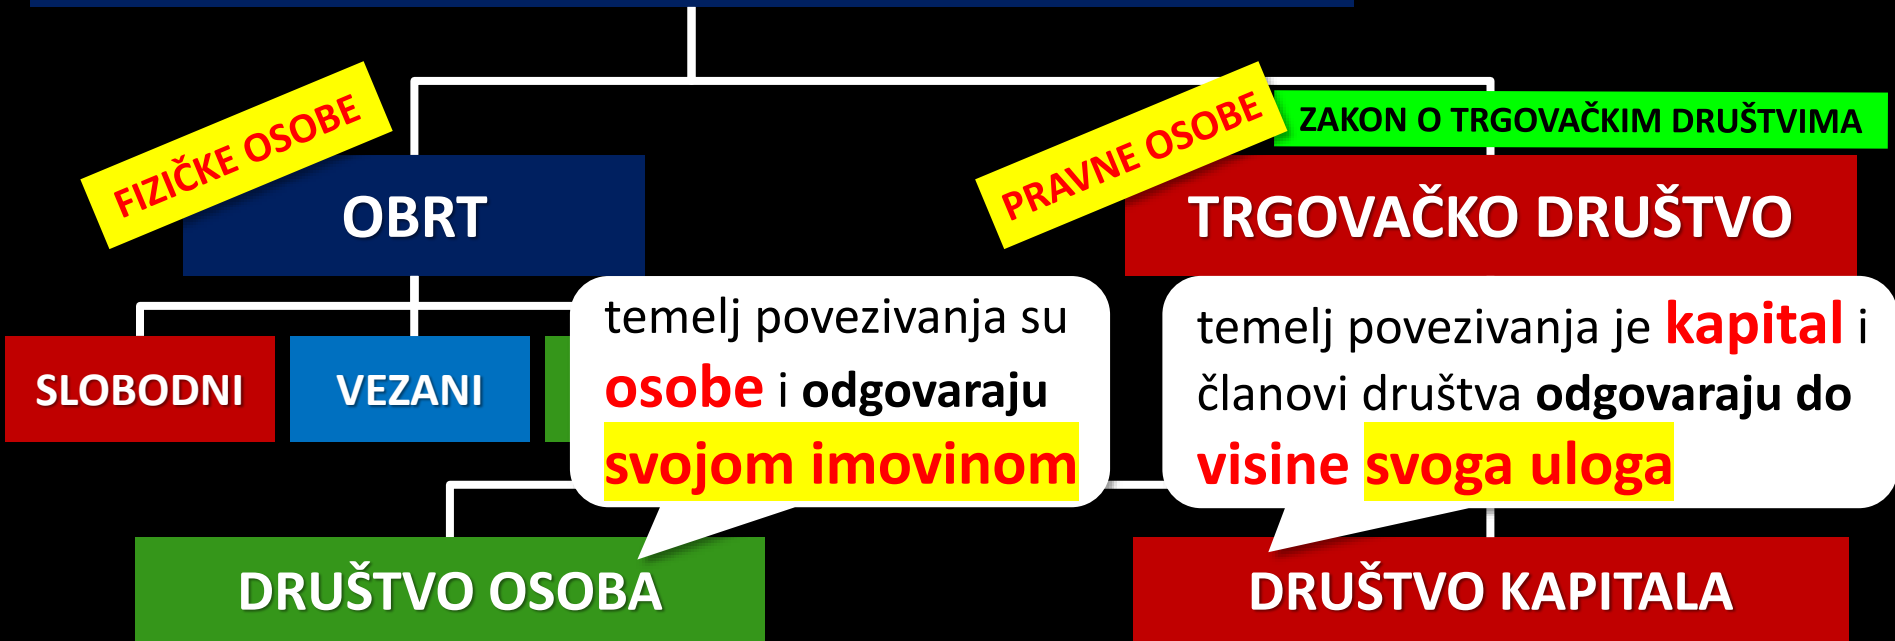 FIZIČKE OSOBE
PRAVNE OSOBE
ZAKON O TRGOVAČKIM DRUŠTVIMA
OBRT
TRGOVAČKO DRUŠTVO
SLOBODNI
VEZANI
temelj povezivanja su
osobe i odgovaraju
svojom imovinom
temelj povezivanja je kapital i
članovi društva odgovaraju do
visine svoga uloga
DRUŠTVO OSOBA
DRUŠTVO KAPITALA